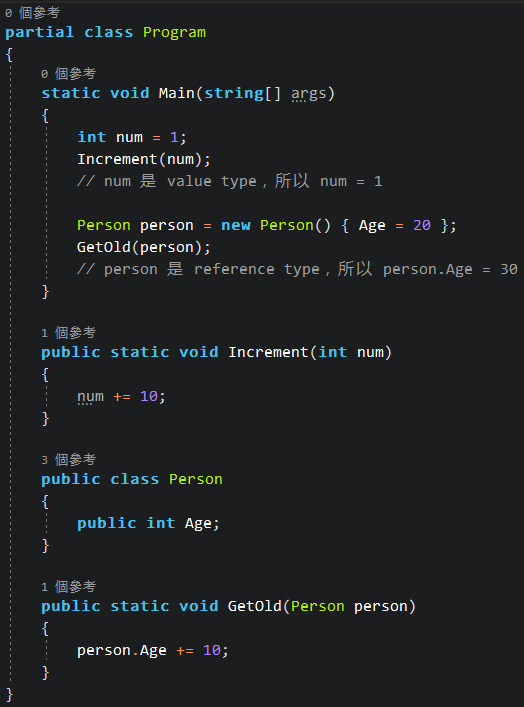 0 個參考
partial class Program
{
0 個參考
static void Main(string[] args)
{
int num = 1;
Increment(num);
// num 是 value type，所以 num = 1
Person person = new Person() { Age = 20 };
GetOld(person);
// person 是 reference type，所以 person.Age = 30
}
1 個參考
public static void Increment(int num)
{
num += 10;
}
3 個參考
public class Person
{
public int Age;
}
1 個參考
public static void GetOld(Person person)
{
person.Age += 10;
}
}